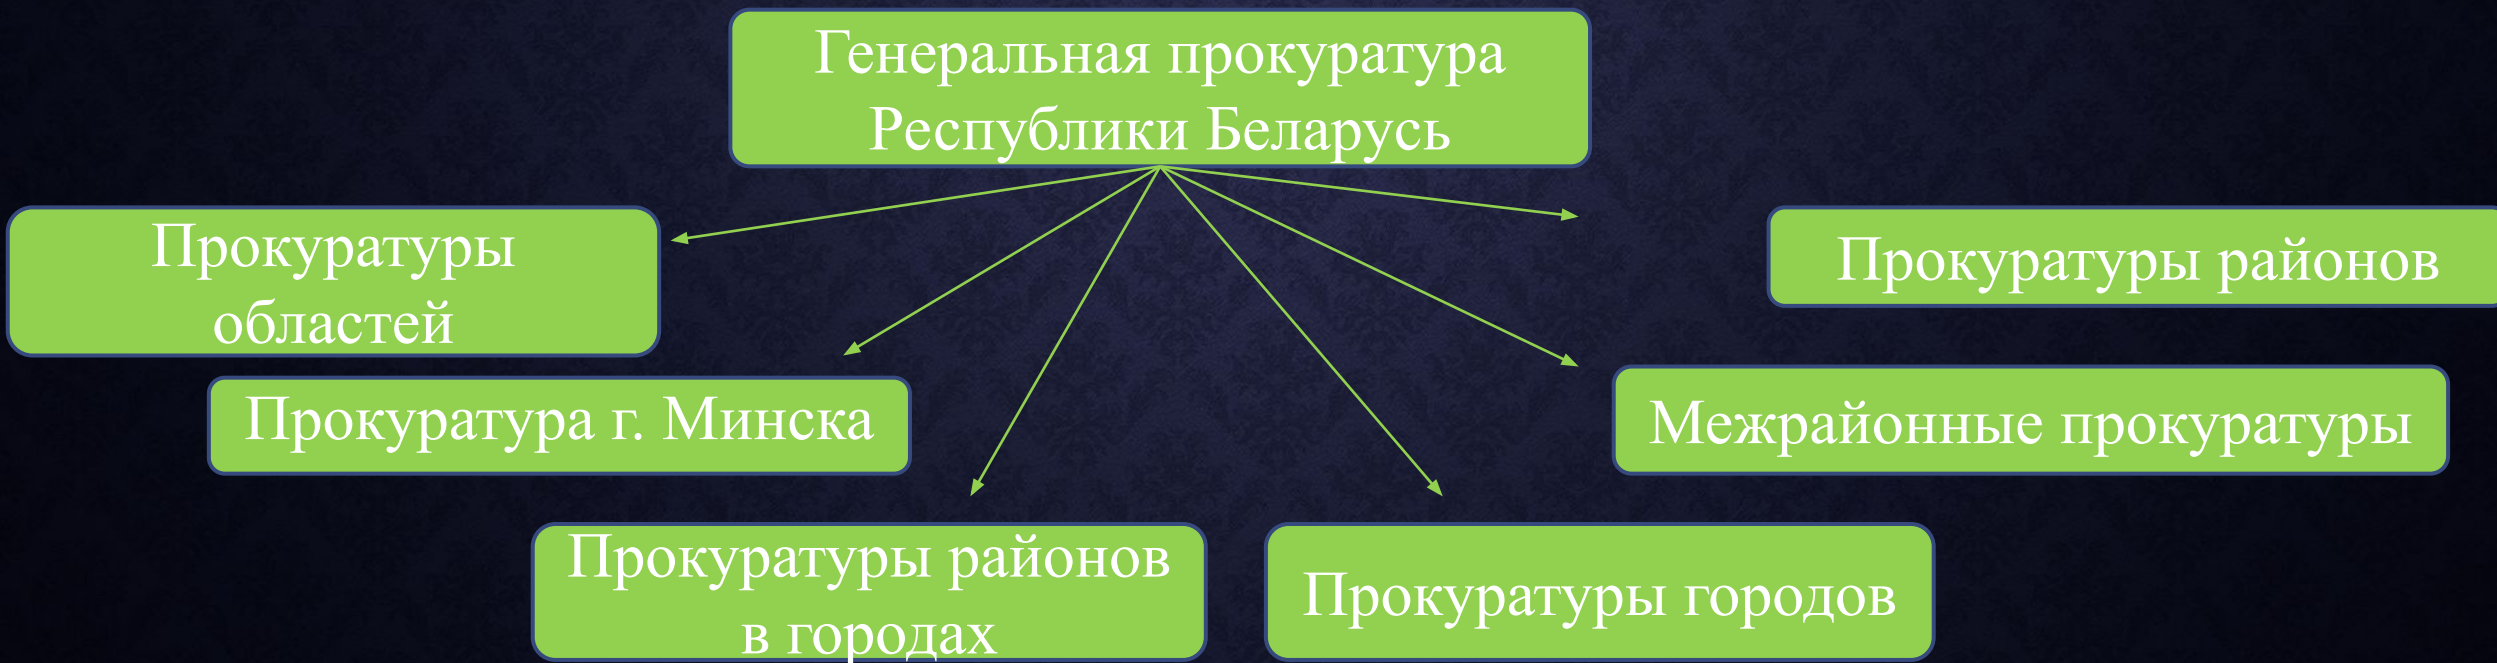 Генеральная прокуратура
Республики Беларусь
Прокуратуры
областей
Прокуратуры районов
Прокуратура г. Минска
Межрайонные прокуратуры
Прокуратуры районов
в городах
Прокуратуры городов